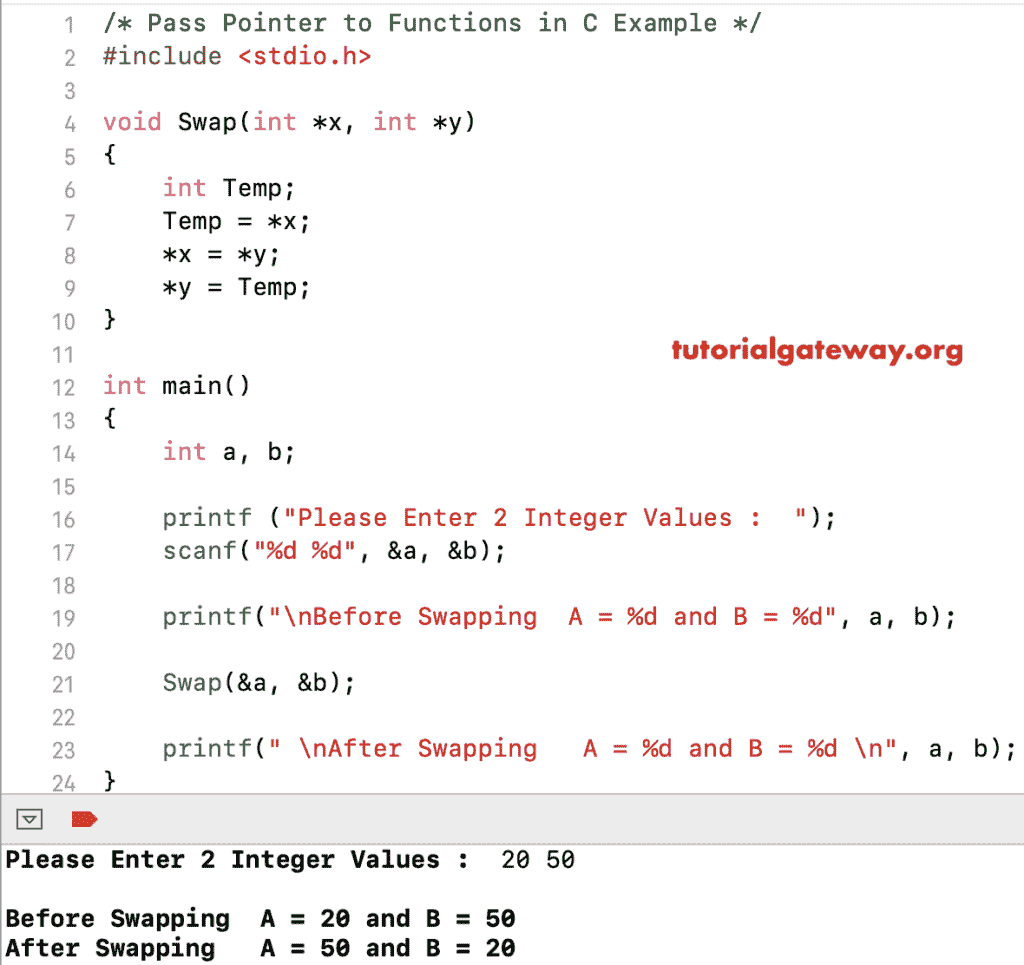 1 /* Pass Pointer to Functions in C Example */
2 #include <stdio.h>
3
4 void Swap(int *x, int *y)
5 {
6     int Temp;
7     Temp = *x;
8     *x = *y;
9     *y = Temp;
10 }
tutorialgateway.org
11
12 int main()
13 {
14     int a, b;
15
16     printf ("Please Enter 2 Integer Values :  ");
17     scanf("%d %d", &a, &b);
18
19     printf("\nBefore Swapping  A = %d and B = %d", a, b);
20
21     Swap(&a, &b);
22
23     printf(" \nAfter Swapping   A = %d and B = %d \n", a, b);
24 }
Please Enter 2 Integer Values :  20 50
Before Swapping  A = 20 and B = 50
After Swapping   A = 50 and B = 20